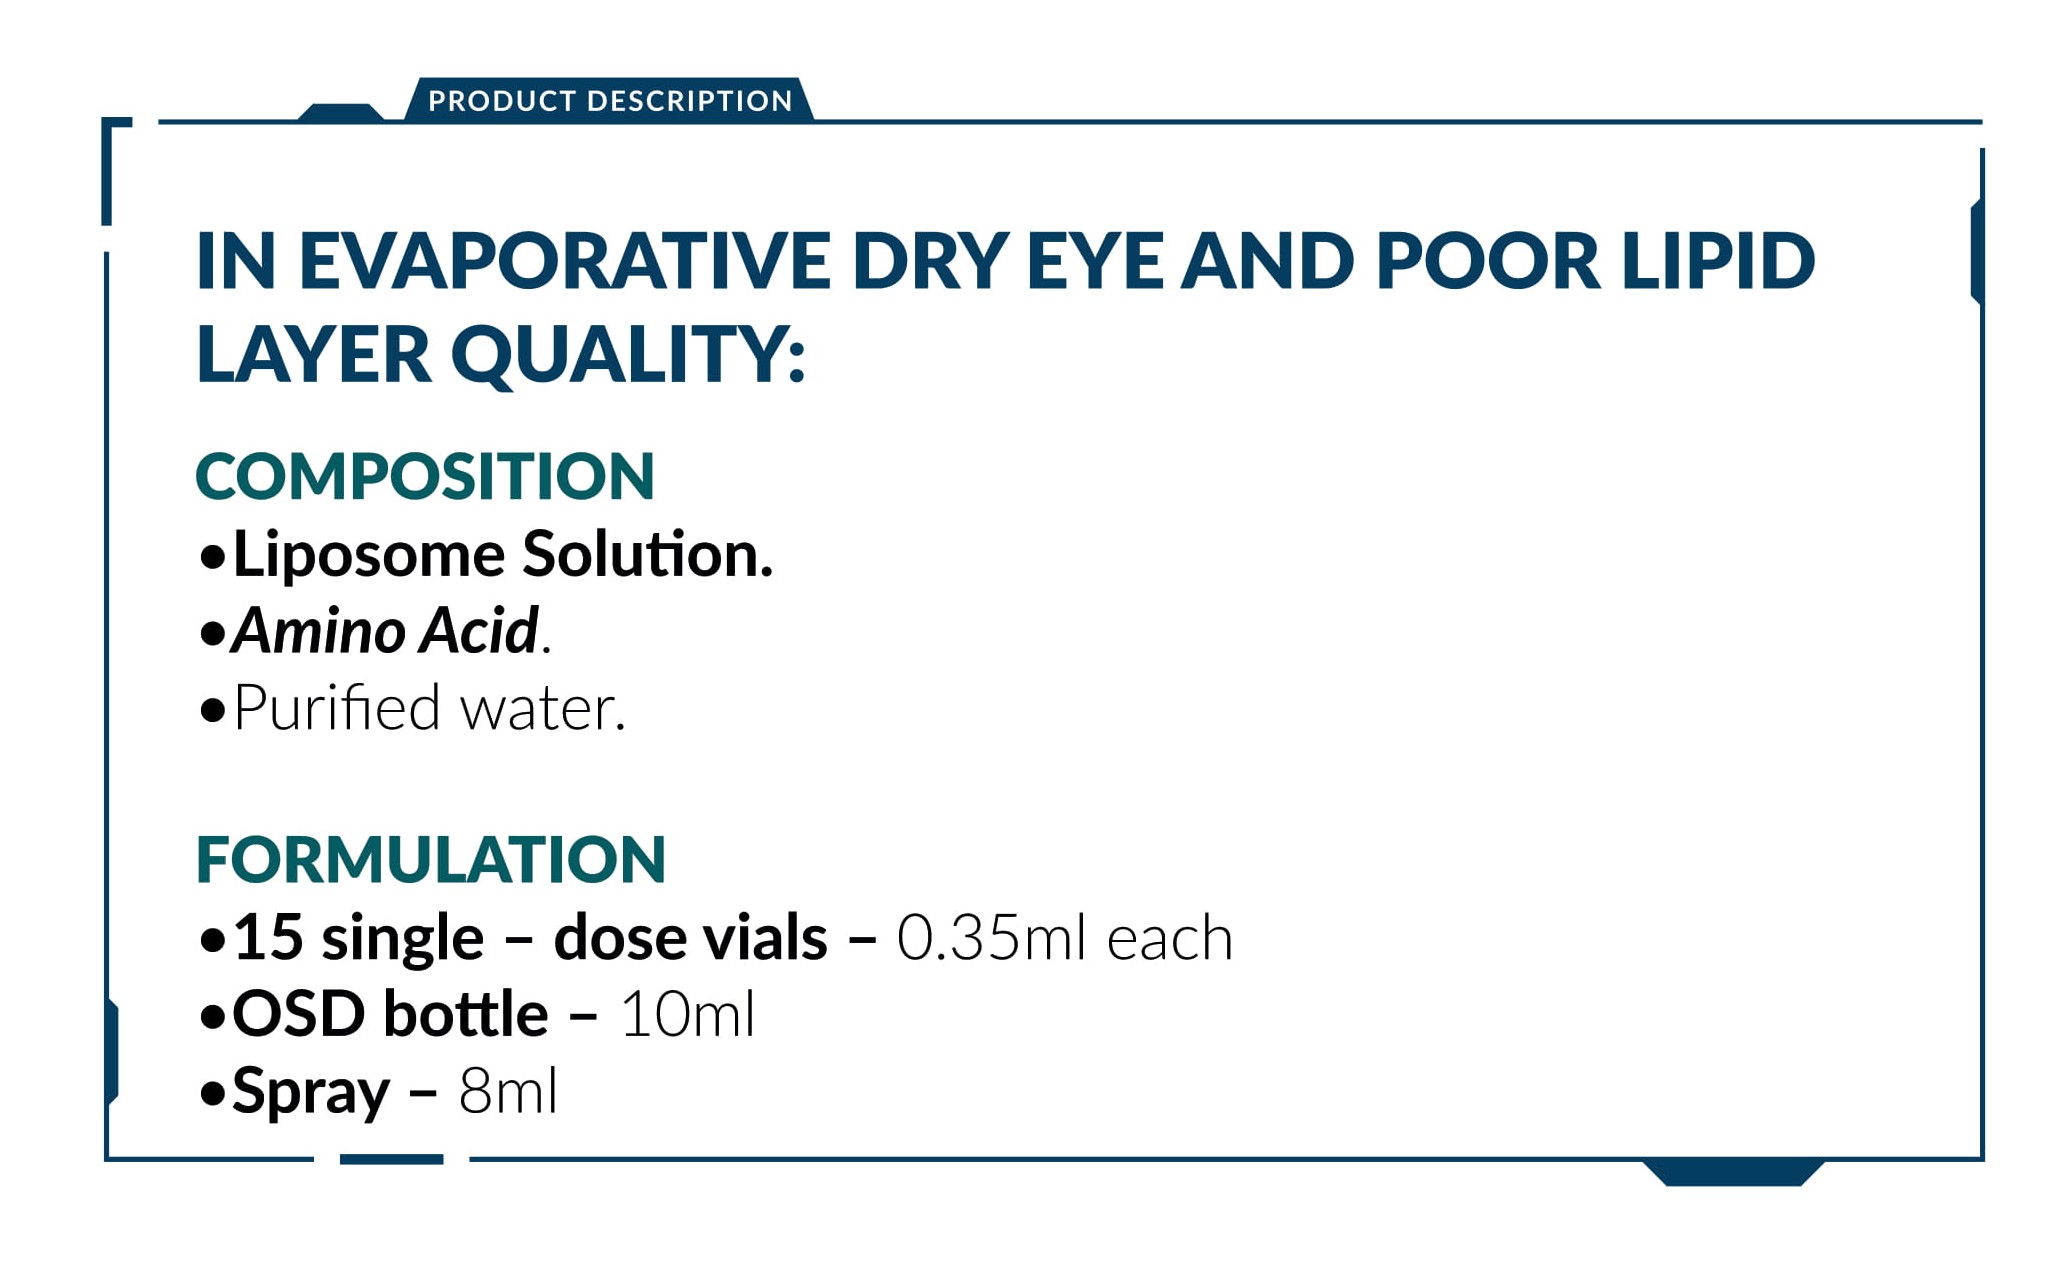 PRODUCT DESCRIPTION
IN EVAPORATIVE DRY EYE AND POOR LIPID
LAYER QUALITY:
COMPOSITION
•Liposome Solution.
•Amino Acid.
•Purified water.
FORMULATION
•15 single – dose vials – 0.35ml each
•OSD bottle – 10ml
•Spray – 8ml